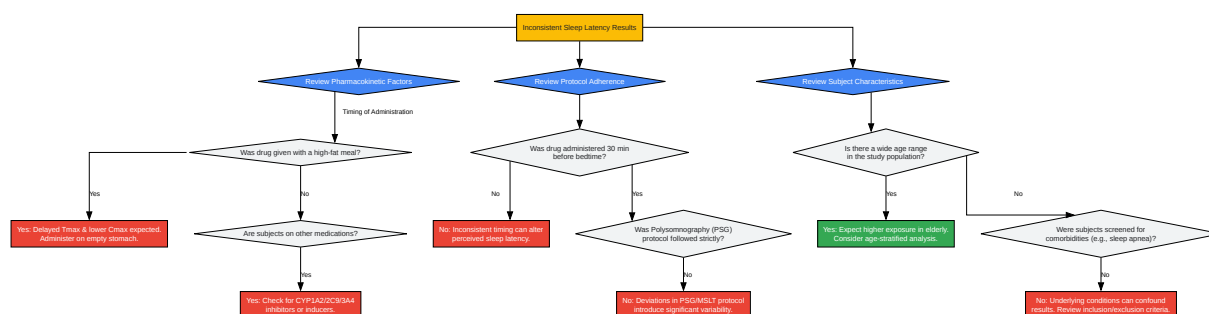 Inconsistent Sleep Latency Results
Review Pharmacokinetic Factors
Review Protocol Adherence
Review Subject Characteristics
Timing of Administration
Was drug given with a high-fat meal?
Was drug administered 30 min
before bedtime?
Is there a wide age range
in the study population?
Yes
No
No
Yes
Yes
No
Yes: Delayed Tmax & lower Cmax expected.
Administer on empty stomach.
Are subjects on other medications?
No: Inconsistent timing can alter
perceived sleep latency.
Was Polysomnography (PSG)
protocol followed strictly?
Yes: Expect higher exposure in elderly.
Consider age-stratified analysis.
Were subjects screened for
comorbidities (e.g., sleep apnea)?
Yes
No
No
Yes: Check for CYP1A2/2C9/3A4
inhibitors or inducers.
No: Deviations in PSG/MSLT protocol
introduce significant variability.
No: Underlying conditions can confound
results. Review inclusion/exclusion criteria.